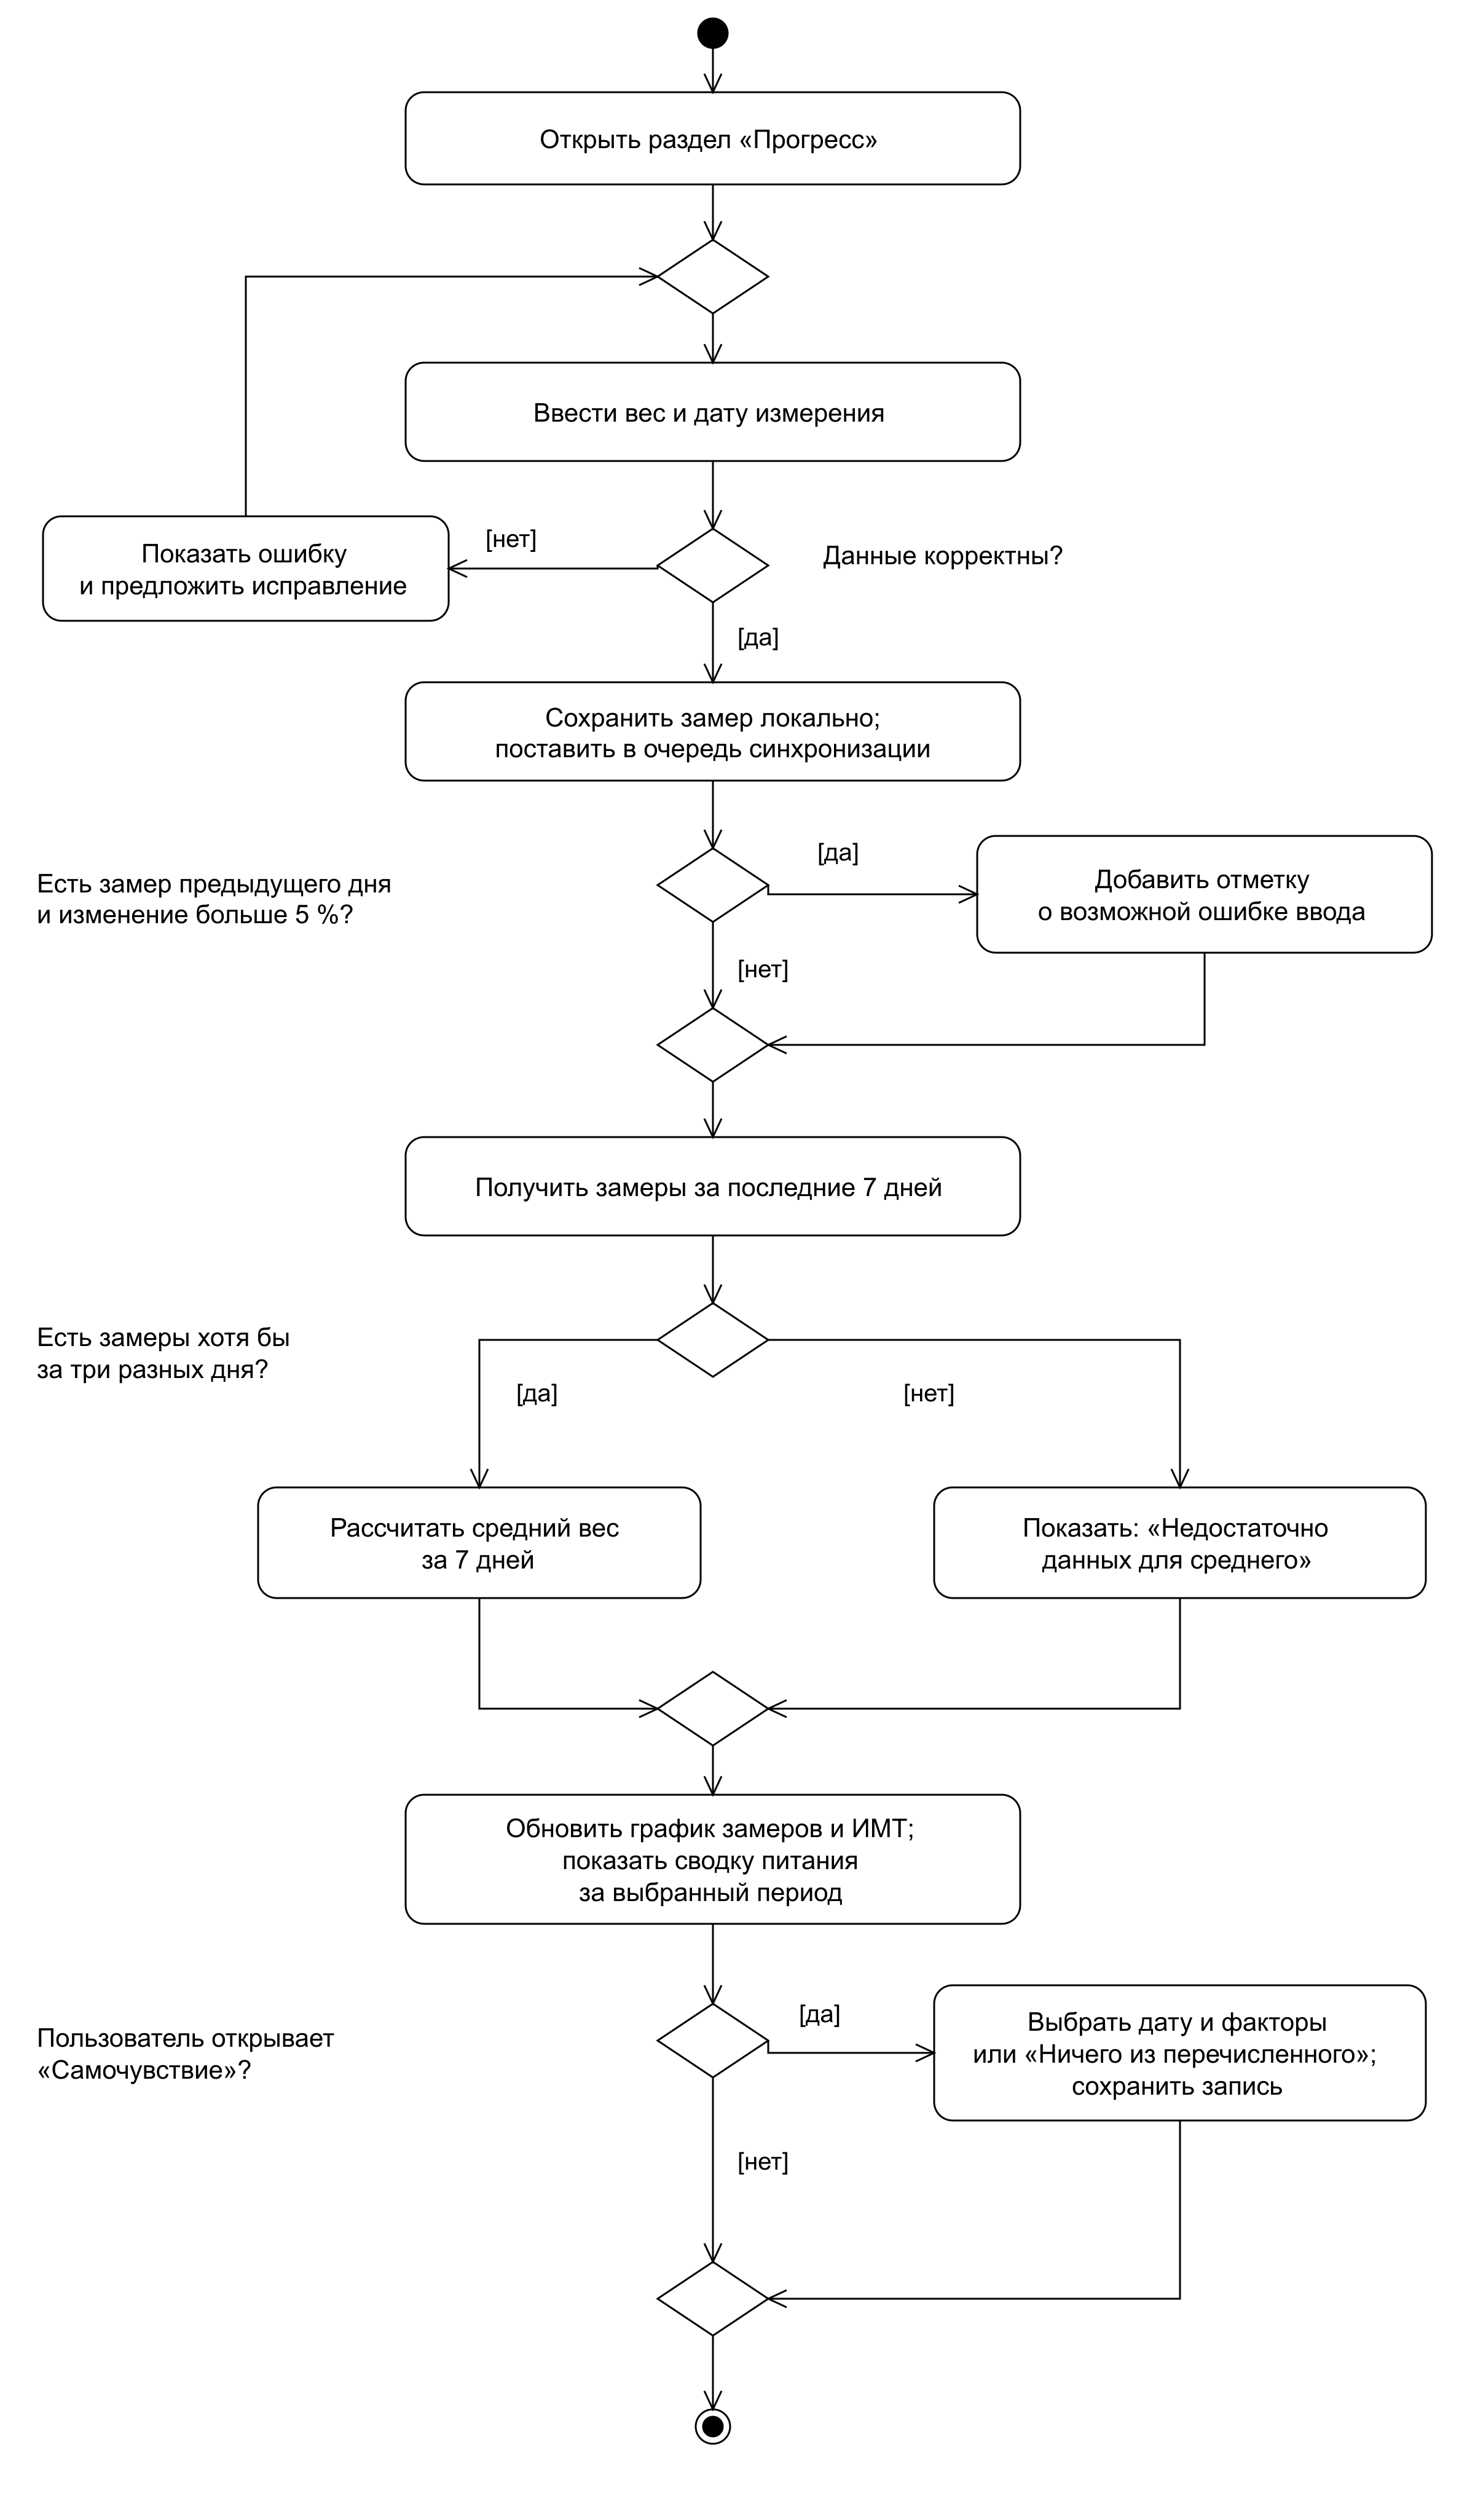 Открыть раздел «Прогресс»
Ввести вес и дату измерения
Показать ошибку
и предложить исправление
[нет]
Данные корректны?
[да]
Сохранить замер локально;
поставить в очередь синхронизации
Есть замер предыдущего дня
и изменение больше 5 %?
[да]
Добавить отметку
о возможной ошибке ввода
[нет]
Получить замеры за последние 7 дней
Есть замеры хотя бы
за три разных дня?
[да]
[нет]
Рассчитать средний вес
за 7 дней
Показать: «Недостаточно
данных для среднего»
Обновить график замеров и ИМТ;
показать сводку питания
за выбранный период
Пользователь открывает
«Самочувствие»?
[да]
Выбрать дату и факторы
или «Ничего из перечисленного»;
сохранить запись
[нет]